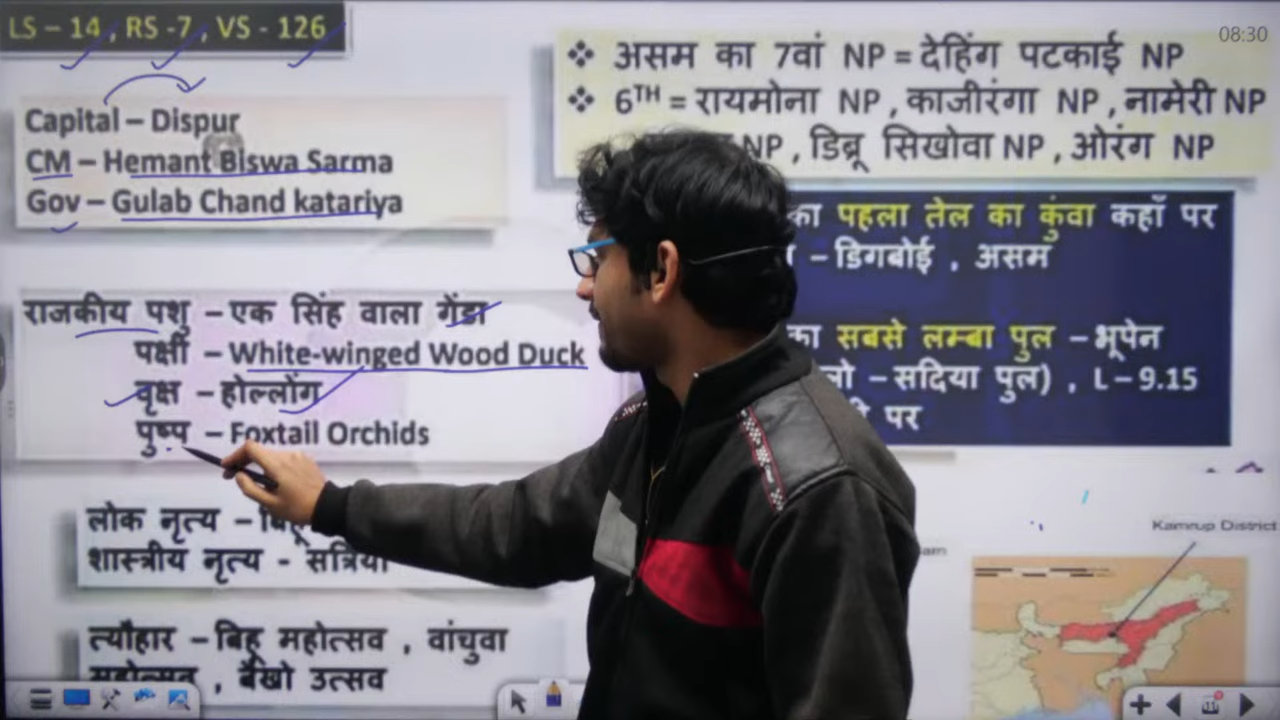 LS – 14 , RS -7 , VS - 126
08:30
Capital – Dispur
CM – Hemant Biswa Sarma
Gov – Gulab Chand katariya
❖ असम का 7वां NP = देहिंग पटकाई NP
❖ 6TH = रायमोना NP , काजीरंगा NP , नामेरी NP
NP , डिब्रू सिखोवा NP , ओरंग NP
का पहला तेल का कुंवा कहाँ पर
– डिगबोई , असम
का सबसे लम्बा पुल – भूपेन
– सदिया पुल) , L – 9.15
पर
राजकीय पशु – एक सिंह वाला गेंडा
पक्षी – White-winged Wood Duck
वृक्ष – होल्लोंग
पुष्प – Foxtail Orchids
लोक नृत्य –
शास्त्रीय नृत्य - सत्रिया
त्यौहार – बिहू महोत्सव , वांचुवा
महोत्सव , बैखो उत्सव
Kamrup District